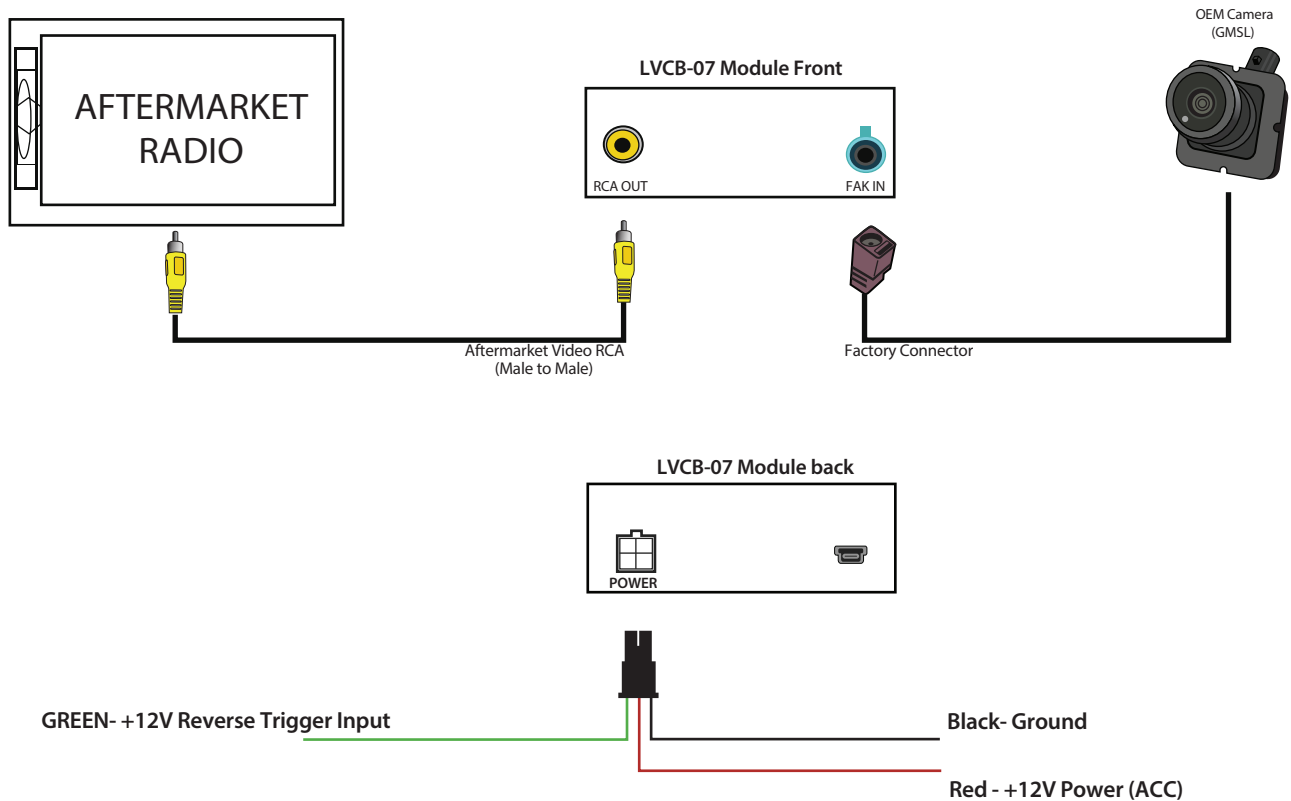 OEM Camera
(GMSL)
LVCB-07 Module Front
AFTERMARKET
RADIO
RCA OUT
FAK IN
Aftermarket Video RCA
(Male to Male)
Factory Connector
LVCB-07 Module back
POWER
GREEN- +12V Reverse Trigger Input
Black- Ground
Red - +12V Power (ACC)